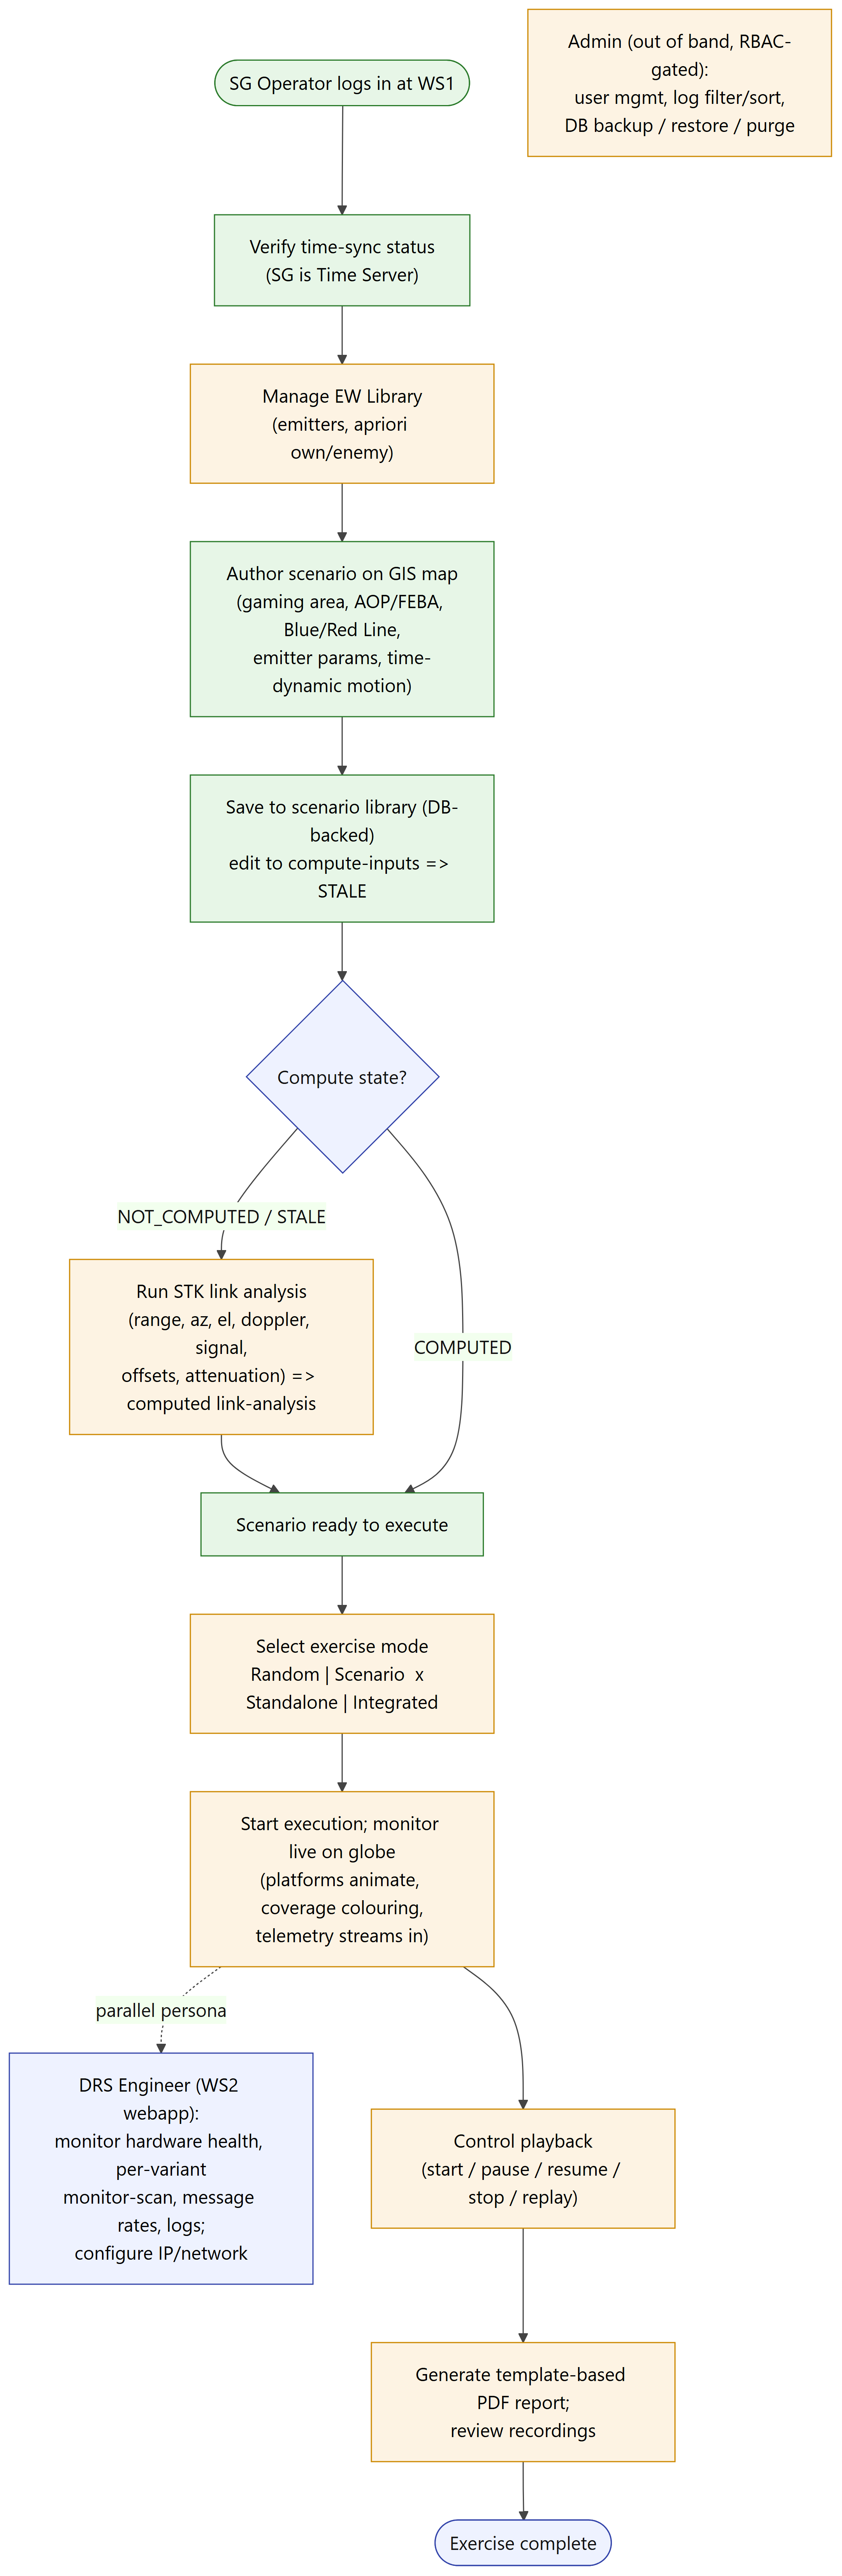 Admin (out of band, RBAC-
gated):
user mgmt, log filter/sort,
DB backup / restore / purge
SG Operator logs in at WS1
Verify time-sync status
(SG is Time Server)
Manage EW Library
(emitters, apriori
own/enemy)
Author scenario on GIS map
(gaming area, AOP/FEBA,
Blue/Red Line,
emitter params, time-
dynamic motion)
Save to scenario library (DB-
backed)
edit to compute-inputs =>
STALE
Compute state?
NOT_COMPUTED / STALE
Run STK link analysis
(range, az, el, doppler,
signal,
offsets, attenuation) =>
computed link-analysis
COMPUTED
Scenario ready to execute
Select exercise mode
Random | Scenario x
Standalone | Integrated
Start execution; monitor
live on globe
(platforms animate,
coverage colouring,
telemetry streams in)
parallel persona
DRS Engineer (WS2
webapp):
monitor hardware health,
per-variant
monitor-scan, message
rates, logs;
configure IP/network
Control playback
(start / pause / resume /
stop / replay)
Generate template-based
PDF report;
review recordings
Exercise complete